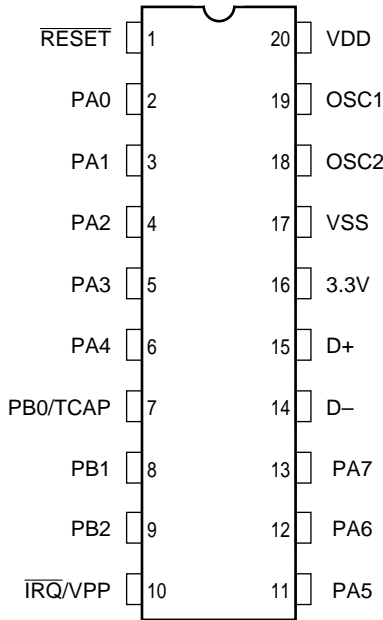 RESET 1 20 VDD
PA0 2 19 OSC1
PA1 3 18 OSC2
PA2 4 17 VSS
PA3 5 16 3.3V
PA4 6 15 D+
PB0/TCAP 7 14 D–
PB1 8 13 PA7
PB2 9 12 PA6
IRQ/VPP 10 11 PA5